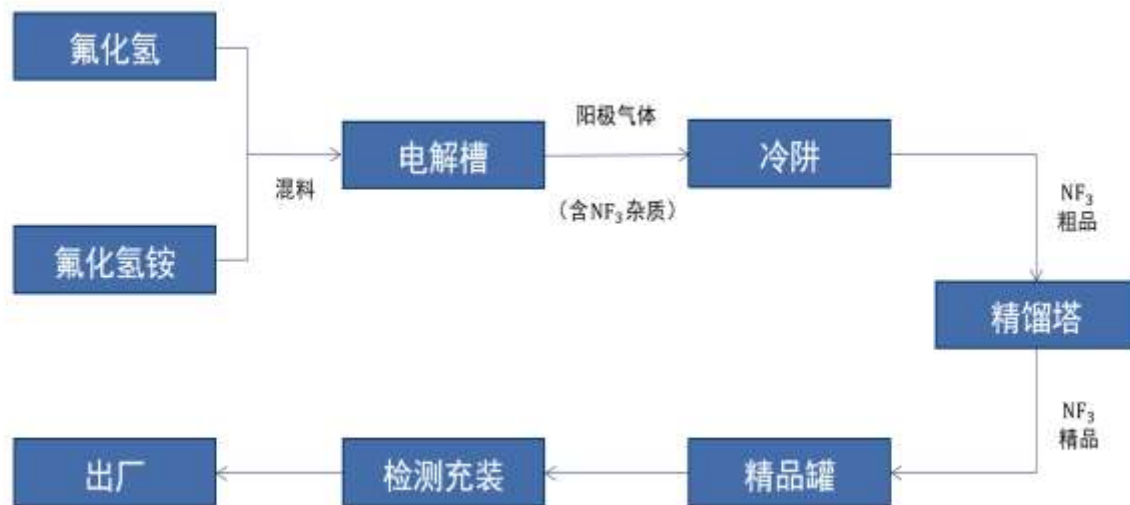 氟化氢
氟化氢铵
混料
电解槽
阳极气体
（含NF₃杂质）
冷阱
NF₃
粗品
精馏塔
NF₃
精品
精品罐
检测充装
出厂